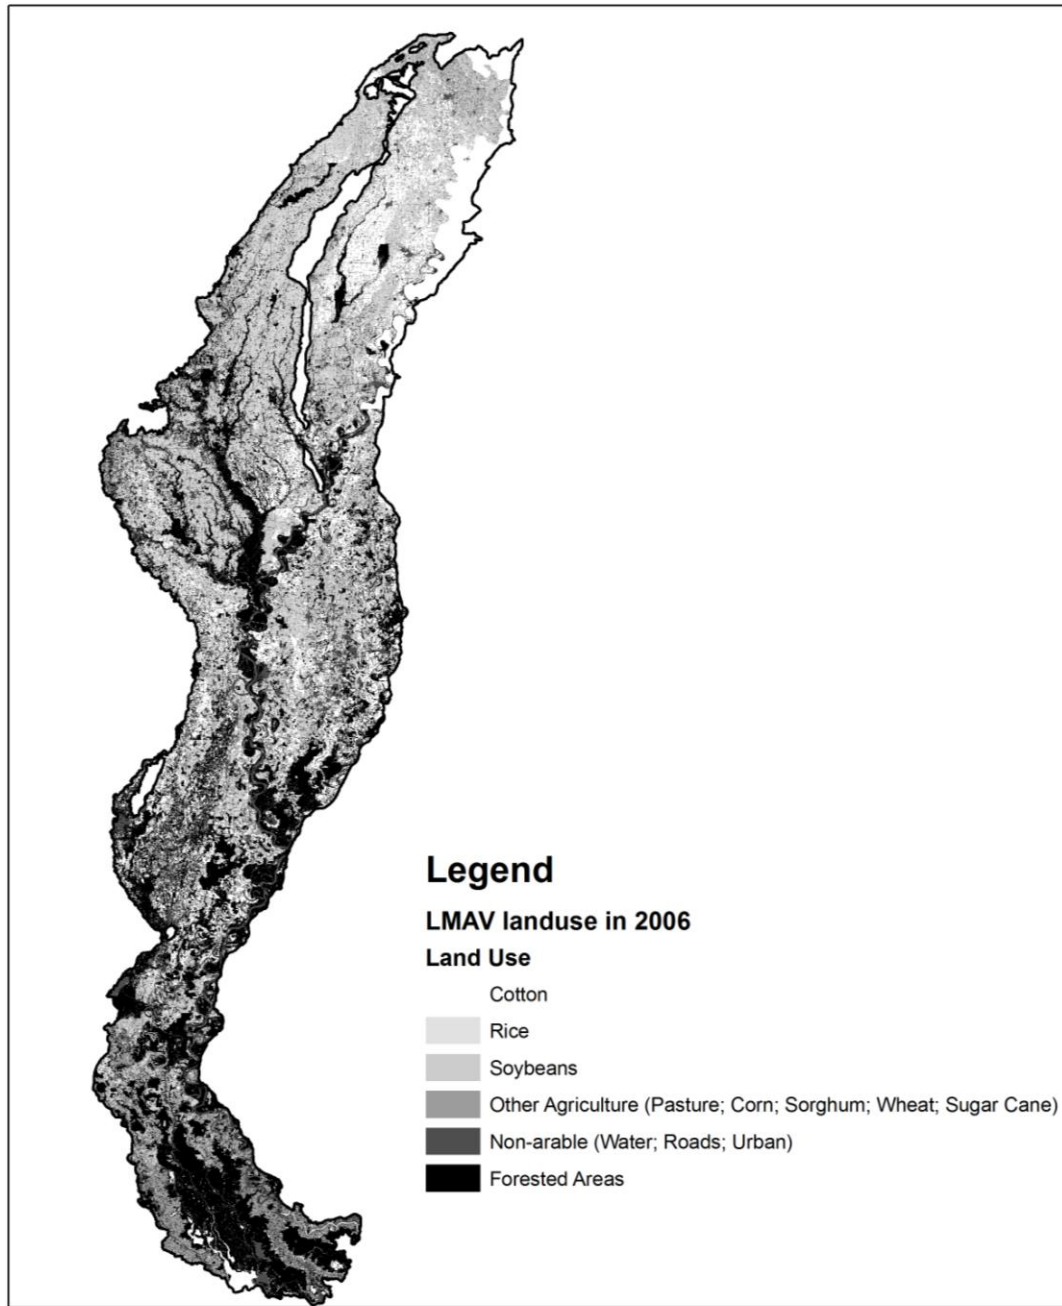 Legend
LMAV landuse in 2006
Land Use
Cotton
Rice
Soybeans
Other Agriculture (Pasture; Corn; Sorghum; Wheat; Sugar Cane)
Non-arable (Water; Roads; Urban)
Forested Areas